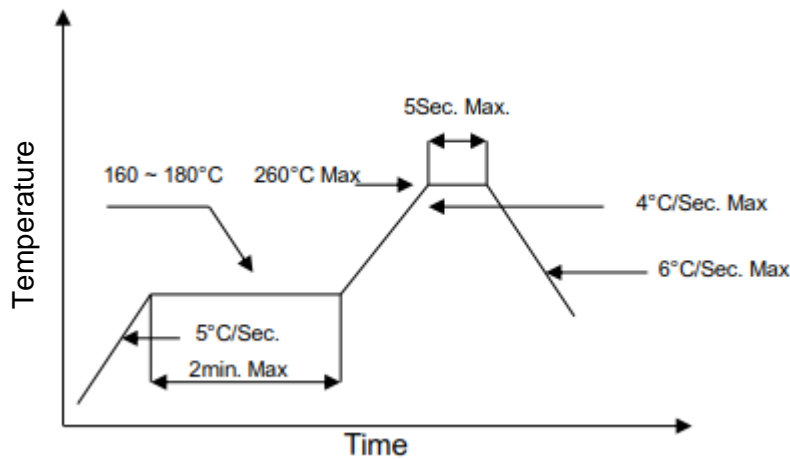 5Sec. Max.
160 ~ 180°C
260°C Max
4°C/Sec. Max
6°C/Sec. Max
5°C/Sec.
2min. Max
Temperature
Time